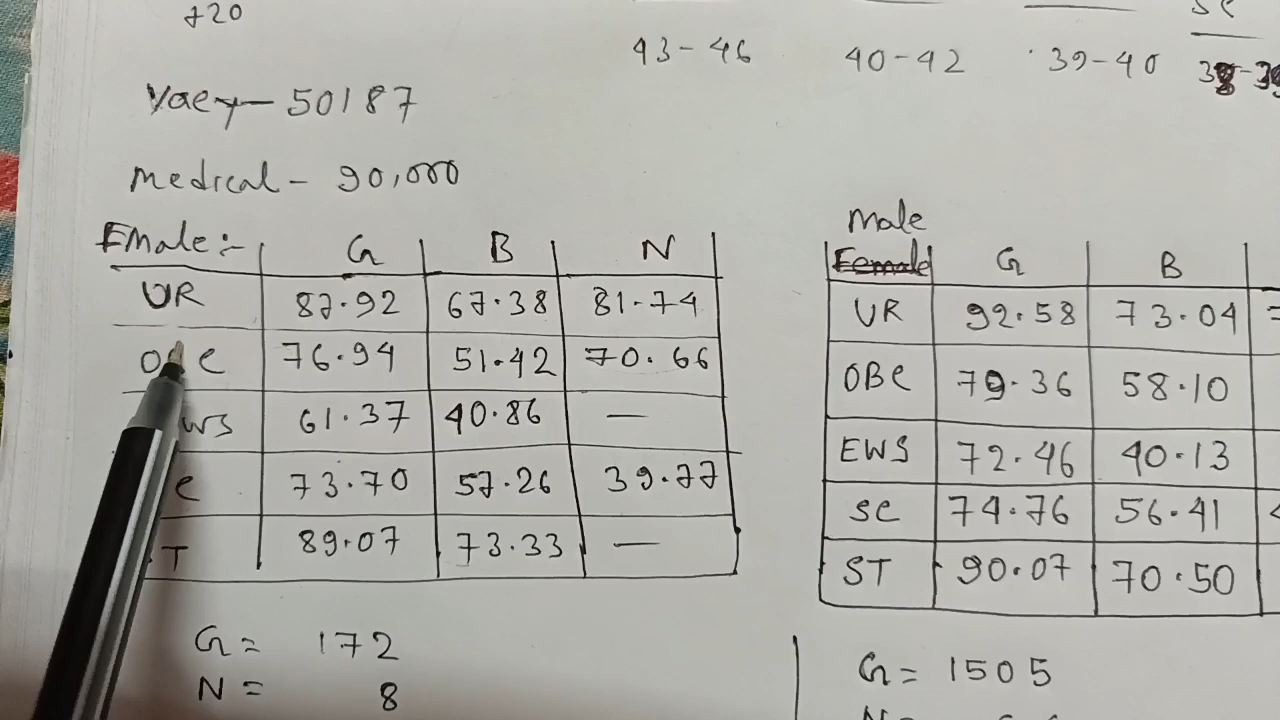 +20
SC
43-46 40-42 39-40 38-39
Vaey-50187
medical - 90,000
Female:- G B N
UR 87.92 67.38 81-74
OBC 76.94 51.42 70.66
EWS 61.37 40.86 —
C 73.70 57.26 39.77
T 89.07 73.33 —
G = 172
N = 8
male
Female G B
UR 92.58 73.04
OBC 79.36 58.10
EWS 72.46 40.13
SC 74.76 56.41
ST 90.07 70.50
G = 1505